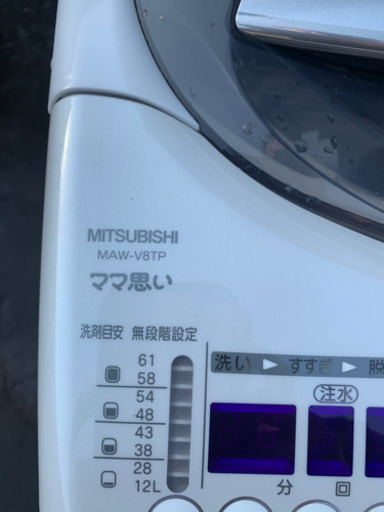 MITSUBISHI
MAW-V8TP
ママ思い
洗剤目安 無段階設定
洗い ▶ すすぎ ▶ 脱
61
58
54
注水
48
43
38
28
12L
分 回